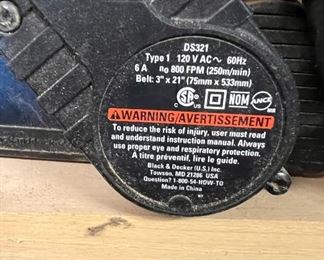 DS321
Type 1 120 V AC ~ 60Hz
6 A n₀ 800 FPM (250m/min)
Belt: 3" x 21" (75mm x 533mm)
NOM ANCE
⚠WARNING/AVERTISSEMENT
To reduce the risk of injury, user must read
and understand instruction manual. Always
use proper eye and respiratory protection.
A titre préventif, lire le guide.
Black & Decker (U.S.) Inc.
Towson, MD 21286 USA
Question? 1-800-54-HOW-TO
Made in China